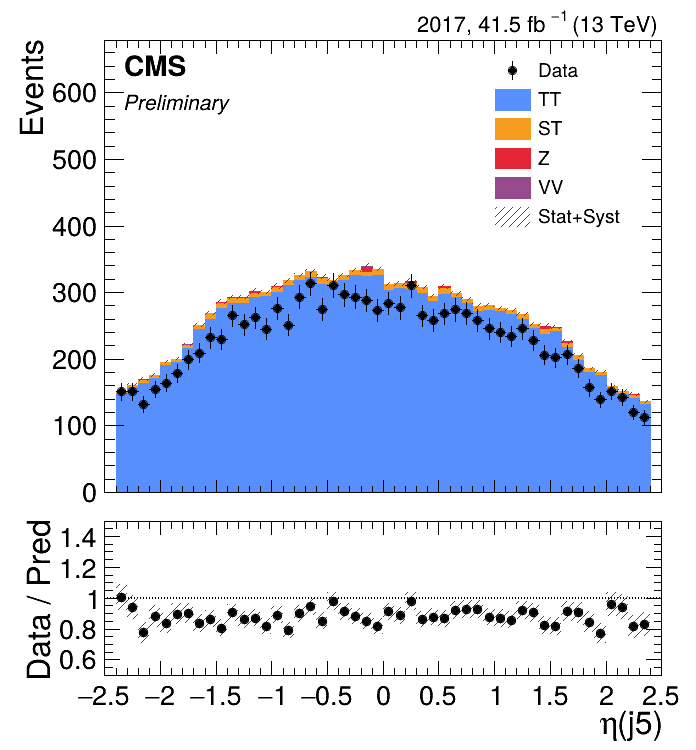 2017, 41.5 fb⁻¹ (13 TeV)
Events
CMS
Preliminary
Data
TT
ST
Z
VV
Stat+Syst
600
500
400
300
200
100
0
Data / Pred
1.4
1.2
1
0.8
0.6
−2.5 −2 −1.5 −1 −0.5 0 0.5 1 1.5 2 2.5
η(j5)